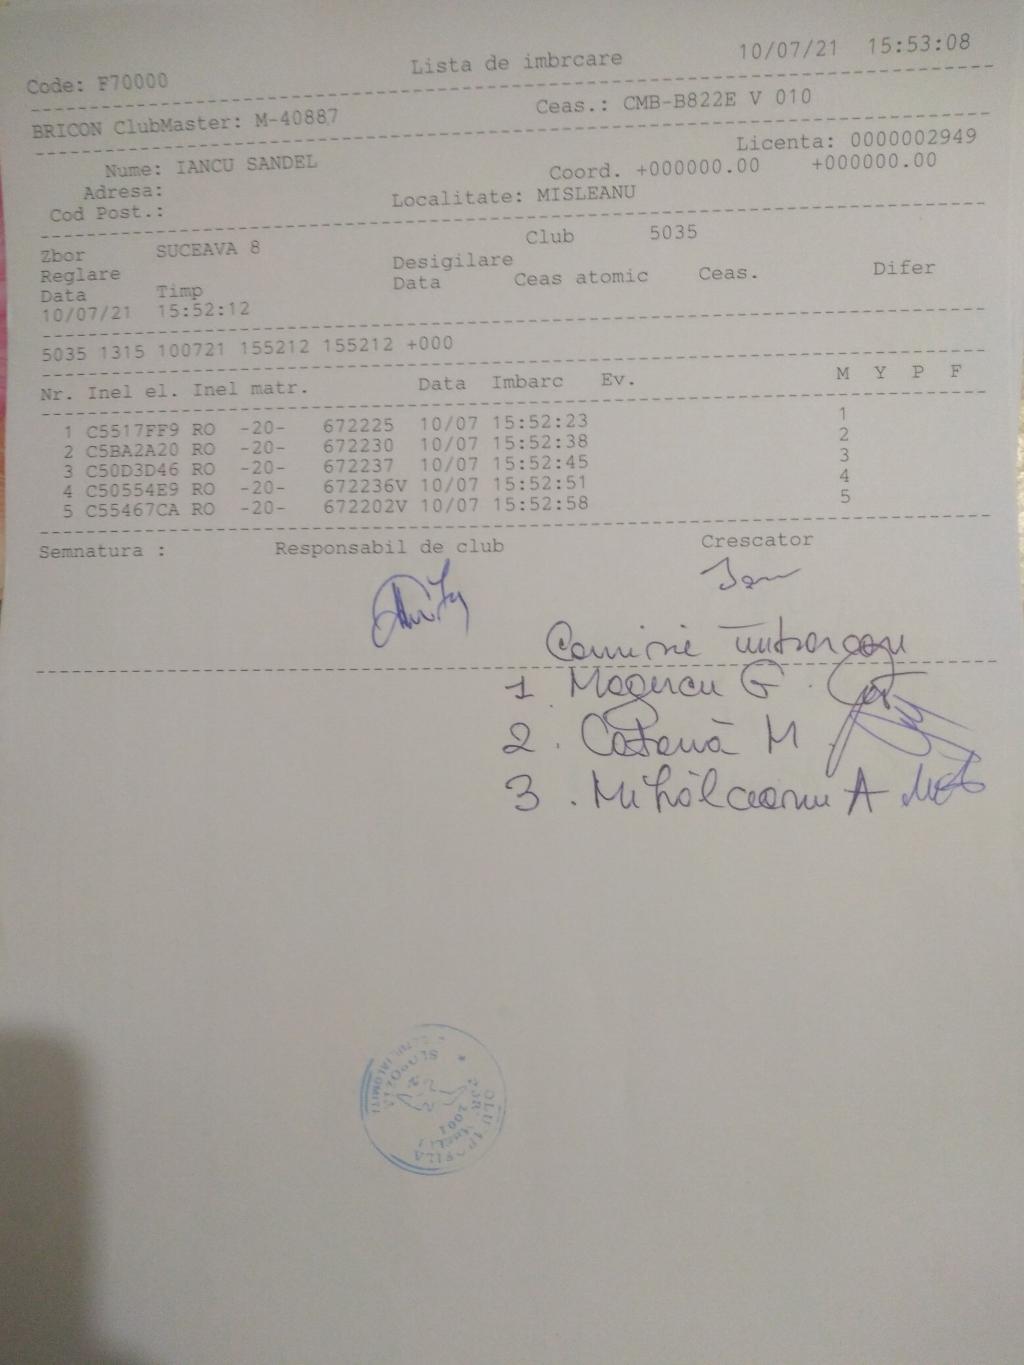 Lista de imbrcare 10/07/21 15:53:08
Code: F70000
BRICON ClubMaster: M-40887 Ceas.: CMB-B822E V 010
Licenta: 0000002949
Nume: IANCU SANDEL Coord. +000000.00 +000000.00
Adresa:
Cod Post.: Localitate: MISLEANU
Zbor SUCEAVA 8 Club 5035
Reglare Desigilare
Data Timp Data Ceas atomic Ceas. Difer
10/07/21 15:52:12
5035 1315 100721 155212 155212 +000
Nr. Inel el. Inel matr. Data Imbarc Ev. M Y P F
1 C5517FF9 RO -20- 672225 10/07 15:52:23 1
2 C5BA2A20 RO -20- 672230 10/07 15:52:38 2
3 C50D3D46 RO -20- 672237 10/07 15:52:45 3
4 C50554E9 RO -20- 672236V 10/07 15:52:51 4
5 C55467CA RO -20- 672202V 10/07 15:52:58 5
Semnatura : Responsabil de club Crescator
Comisie
1 G.
2. Catană M
3. Mihâlceanu A
2001